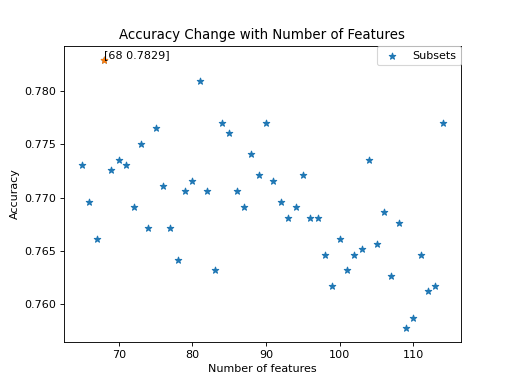 Accuracy Change with Number of Features
[68 0.7829]
Subsets
0.780
0.775
0.770
0.765
0.760
Accuracy
70 80 90 100 110
Number of features